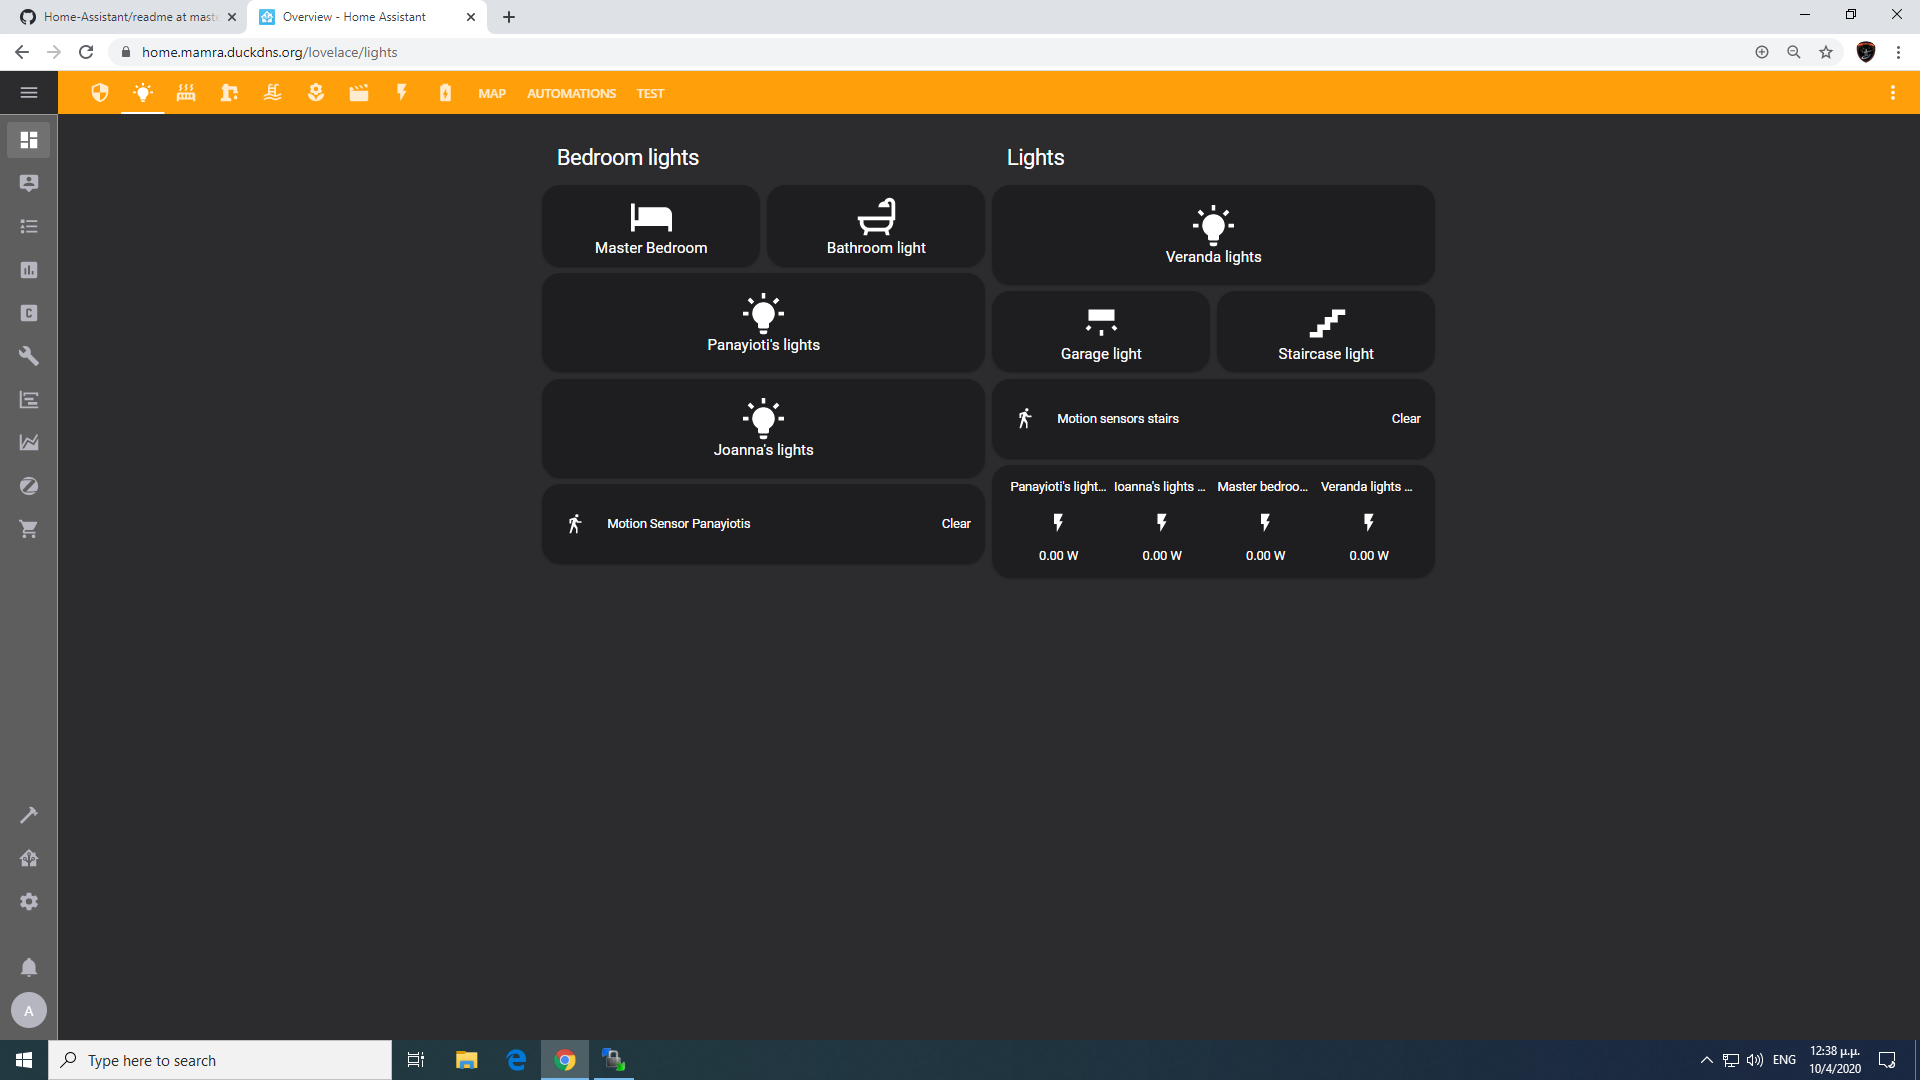 Home-Assistant/readme at mast
Overview - Home Assistant
home.mamra.duckdns.org/lovelace/lights
MAP
AUTOMATIONS
TEST
Bedroom lights
Master Bedroom
Bathroom light
Panayioti's lights
Joanna's lights
Motion Sensor Panayiotis
Clear
Lights
Veranda lights
Garage light
Staircase light
Motion sensors stairs
Clear
Panayioti's light...
Ioanna's lights ...
Master bedroo...
Veranda lights ...
0.00 W
0.00 W
0.00 W
0.00 W
C
A
Type here to search
ENG
12:38 μ.μ.
10/4/2020